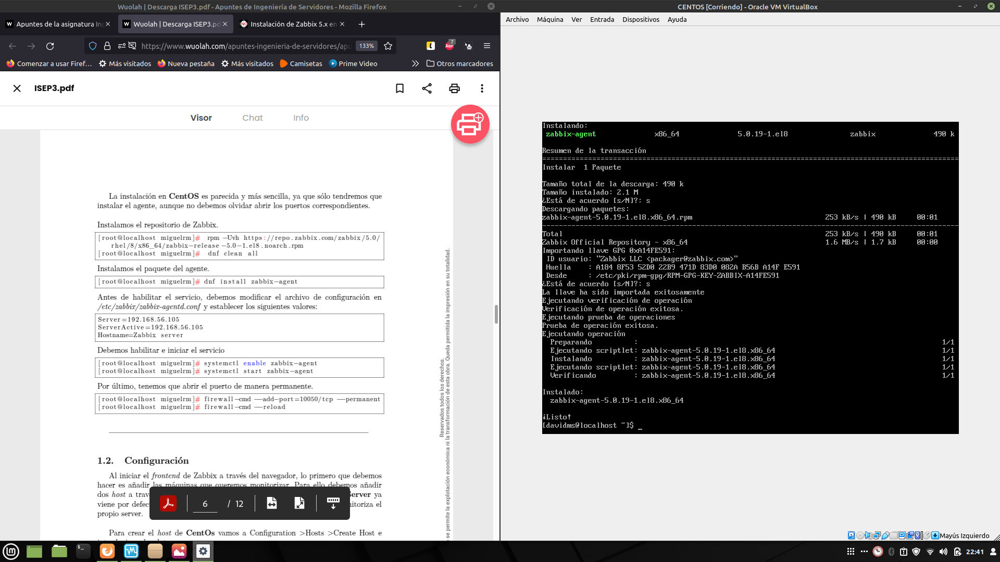 Wuolah | Descarga ISEP3.pdf - Apuntes de Ingeniería de Servidores - Mozilla Firefox
Apuntes de la asignatura In
Wuolah | Descarga ISEP3.pd
Instalación de Zabbix 5.x en
https://www.wuolah.com/apuntes-ingenieria-de-servidores/apu
133%
7
ABP
Comenzar a usar Firef...
Más visitados
Nueva pestaña
Más visitados
Camisetas
Prime Video
Otros marcadores
ISEP3.pdf
Visor
Chat
Info
La instalación en CentOS es parecida y más sencilla, ya que sólo tendremos que
instalar el agente, aunque no debemos olvidar abrir los puertos correspondientes.
Instalamos el repositorio de Zabbix.
[root@localhost miguelrm]# rpm -Uvh https://repo.zabbix.com/zabbix/5.0/
rhel/8/x86_64/zabbix-release-5.0-1.el8.noarch.rpm
[root@localhost miguelrm]# dnf clean all
Instalamos el paquete del agente.
[root@localhost miguelrm]# dnf install zabbix-agent
Antes de habilitar el servicio, debemos modificar el archivo de configuración en
/etc/zabbix/zabbix-agentd.conf y establecer los siguientes valores:
Server=192.168.56.105
ServerActive=192.168.56.105
Hostname=Zabbix server
Debemos habilitar e iniciar el servicio
[root@localhost miguelrm]# systemctl enable zabbix-agent
[root@localhost miguelrm]# systemctl start zabbix-agent
Por último, tenemos que abrir el puerto de manera permanente.
[root@localhost miguelrm]# firewall-cmd --add-port=10050/tcp --permanent
[root@localhost miguelrm]# firewall-cmd --reload
1.2. Configuración
Al iniciar el frontend de Zabbix a través del navegador, lo primero que debemos
hacer es añadir las máquinas que queremos monitorizar. Para ello debemos añadir
dos host a trav Server ya
viene por defec nitoriza el
propio server.
Para crear el host de CentOs vamos a Configuration >Hosts >Create Host e
Reservados todos los derechos.
se permite la explotación económica ni la transformación de esta obra. Queda permitida la impresión en su totalidad.
6 / 12
CENTOS [Corriendo] - Oracle VM VirtualBox
Archivo Máquina Ver Entrada Dispositivos Ayuda
Instalando:
zabbix-agent x86_64 5.0.19-1.el8 zabbix 490 k
Resumen de la transacción
Instalar 1 Paquete
Tamaño total de la descarga: 490 k
Tamaño instalado: 2.1 M
¿Está de acuerdo [s/N]?: s
Descargando paquetes:
zabbix-agent-5.0.19-1.el8.x86_64.rpm 253 kB/s | 490 kB 00:01
Total 253 kB/s | 490 kB 00:01
Zabbix Official Repository - x86_64 1.6 MB/s | 1.7 kB 00:00
Importando llave GPG 0xA14FE591:
ID usuario: "Zabbix LLC <packager@zabbix.com>"
Huella : A184 8F53 52D0 22B9 471D 83D0 082A B56B A14F E591
Desde : /etc/pki/rpm-gpg/RPM-GPG-KEY-ZABBIX-A14FE591
¿Está de acuerdo [s/N]?: s
La llave ha sido importada exitosamente
Ejecutando verificación de operación
Verificación de operación exitosa.
Ejecutando prueba de operaciones
Prueba de operación exitosa.
Ejecutando operación
Preparando : 1/1
Ejecutando scriptlet: zabbix-agent-5.0.19-1.el8.x86_64 1/1
Instalando : zabbix-agent-5.0.19-1.el8.x86_64 1/1
Ejecutando scriptlet: zabbix-agent-5.0.19-1.el8.x86_64 1/1
Verificando : zabbix-agent-5.0.19-1.el8.x86_64 1/1
Instalado:
zabbix-agent-5.0.19-1.el8.x86_64
¡Listo!
[davidms@localhost ~]$ _
Mayús Izquierdo
22:41